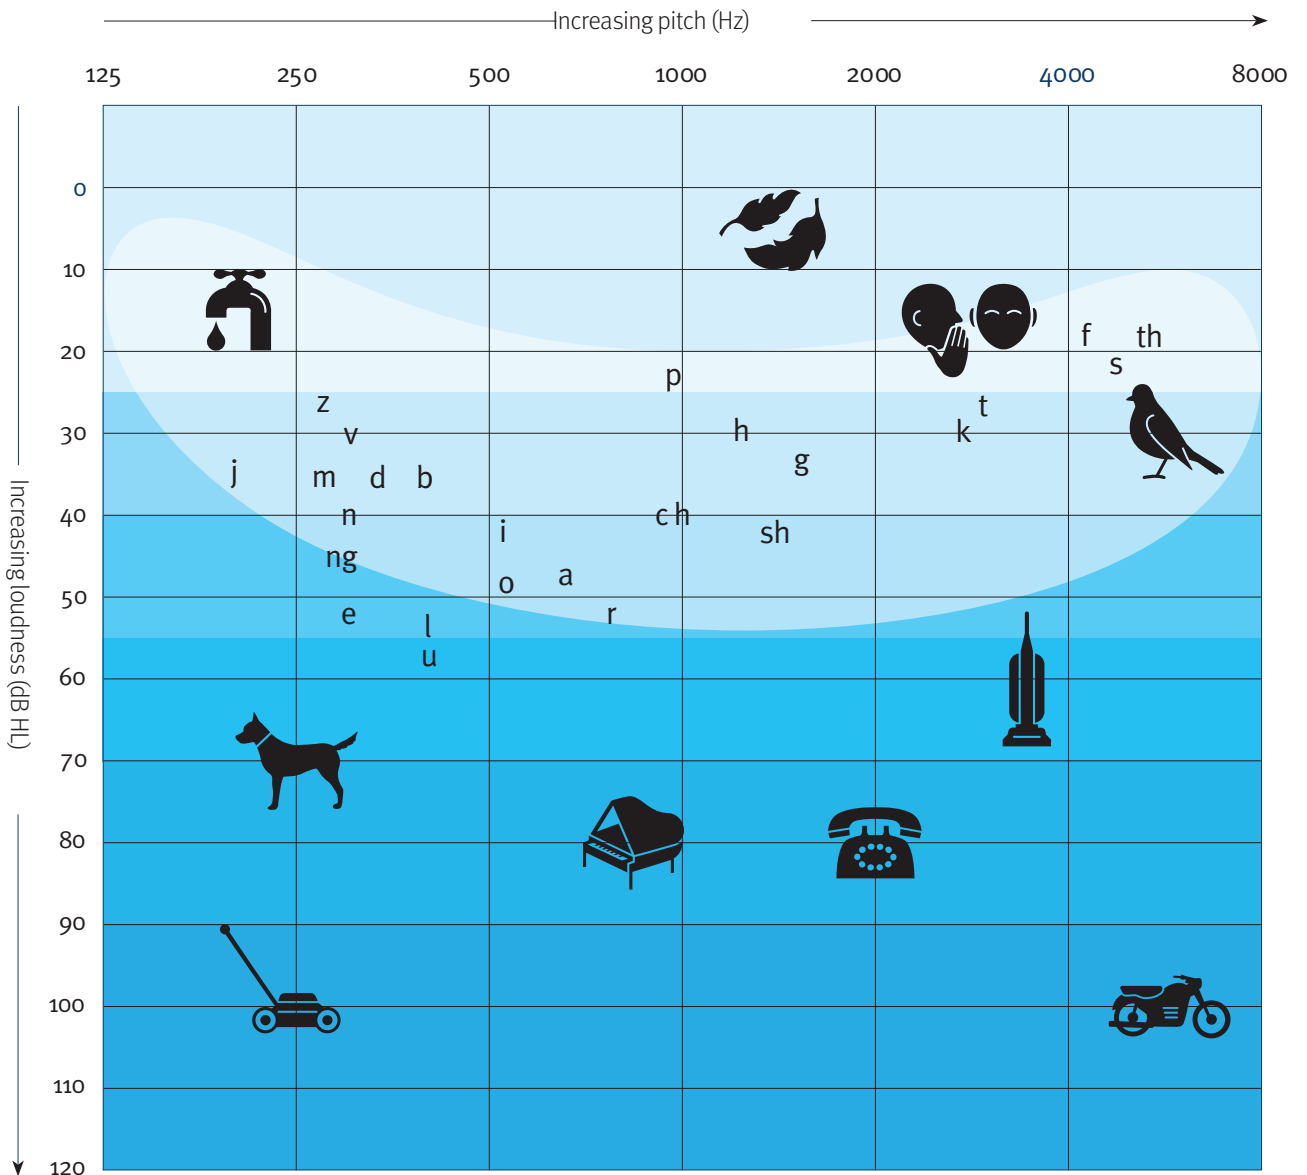 Increasing pitch (Hz)
125 250 500 1000 2000 4000 8000
Increasing loudness (dB HL)
0
10
20
30
40
50
60
70
80
90
100
110
120
f th
s
p
z t
v h k
g
j m d b
n ch
i sh
ng
o a
e r
l
u